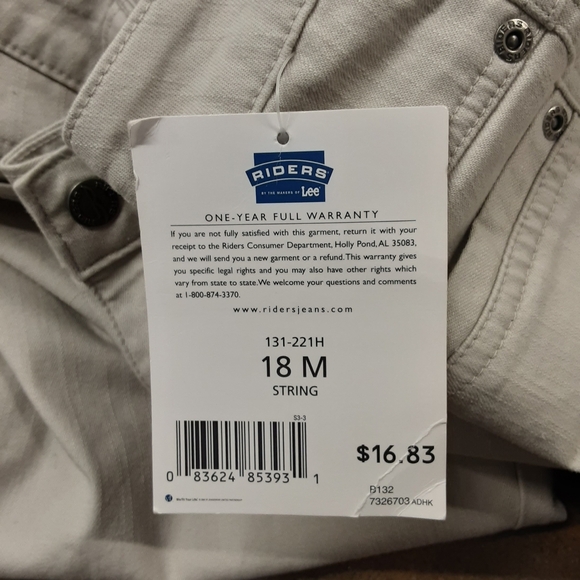 RIDERS
RIDERS
BY THE MAKERS OF Lee
ONE-YEAR FULL WARRANTY
If you are not fully satisfied with this garment, return it with your
receipt to the Riders Consumer Department, Holly Pond, AL 35083,
and we will send you a new garment or a refund. This warranty gives
you specific legal rights and you may also have other rights which
vary from state to state. We welcome your questions and comments
at 1-800-874-3370.
www.ridersjeans.com
131-221H
18 M
STRING
S3-3
0 83624 85393 1
$16.83
B132
7326703 ADHK